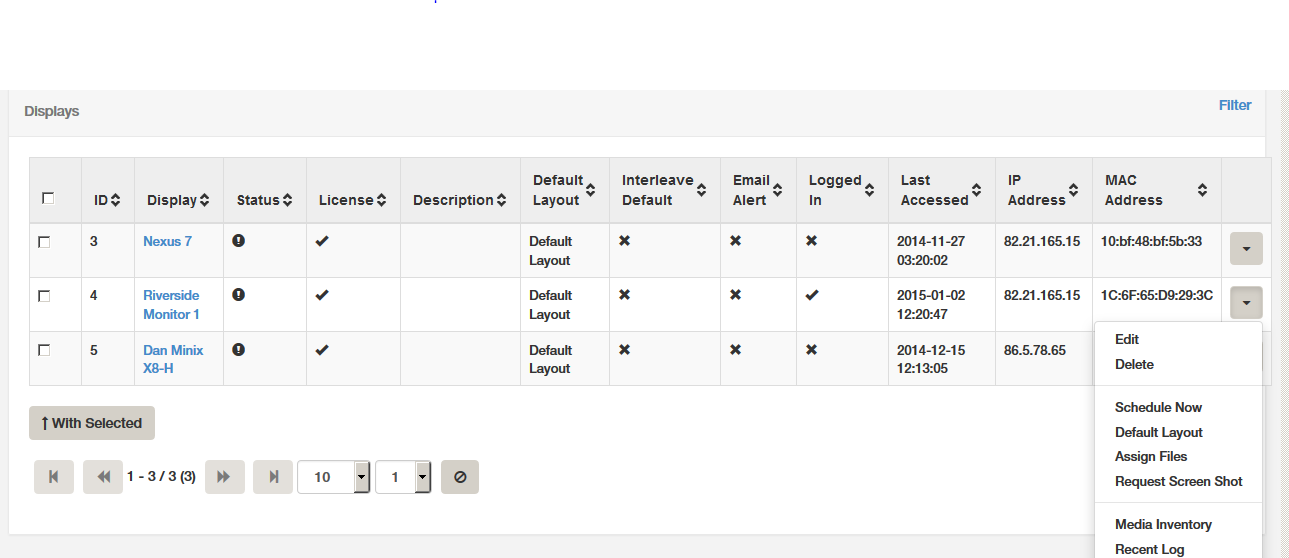 Displays
Filter
ID Display Status License Description Default Layout Interleave Default Email Alert Logged In Last Accessed IP Address MAC Address
3 Nexus 7 Default Layout 2014-11-27 03:20:02 82.21.165.15 10:bf:48:bf:5b:33
4 Riverside Monitor 1 Default Layout 2015-01-02 12:20:47 82.21.165.15 1C:6F:65:D9:29:3C
5 Dan Minix X8-H Default Layout 2014-12-15 12:13:05 86.5.78.65
Edit
Delete
Schedule Now
Default Layout
Assign Files
Request Screen Shot
Media Inventory
Recent Log
With Selected
1 - 3 / 3 (3) 10 1